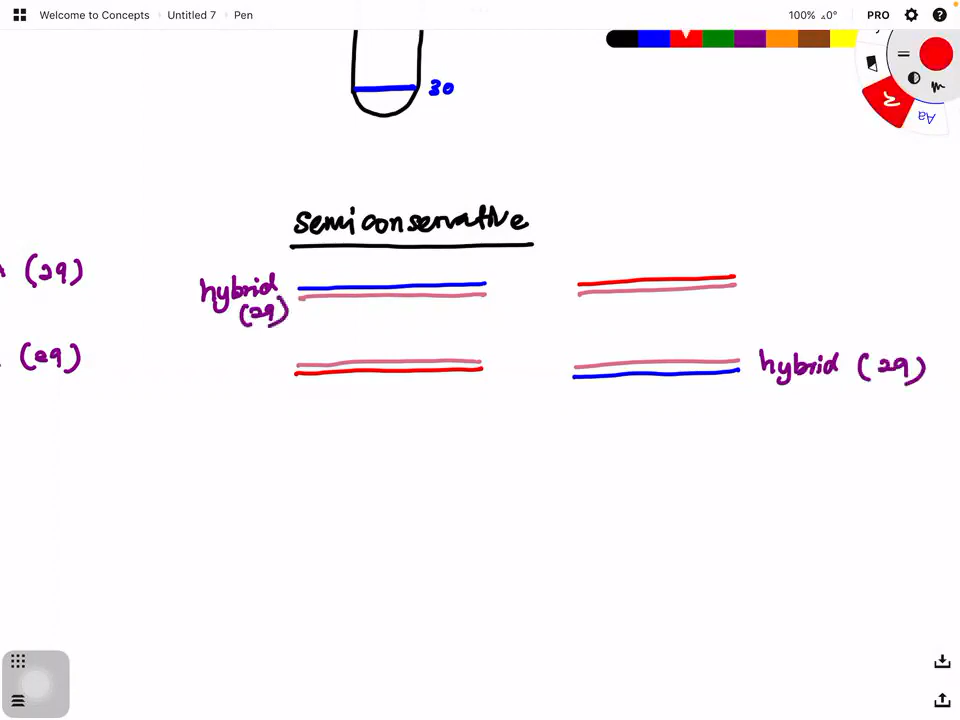 Welcome to Concepts Untitled 7 Pen
100% 0° PRO
Aa
30
semiconservative
(29)
hybrid
(29)
(29)
hybrid (29)